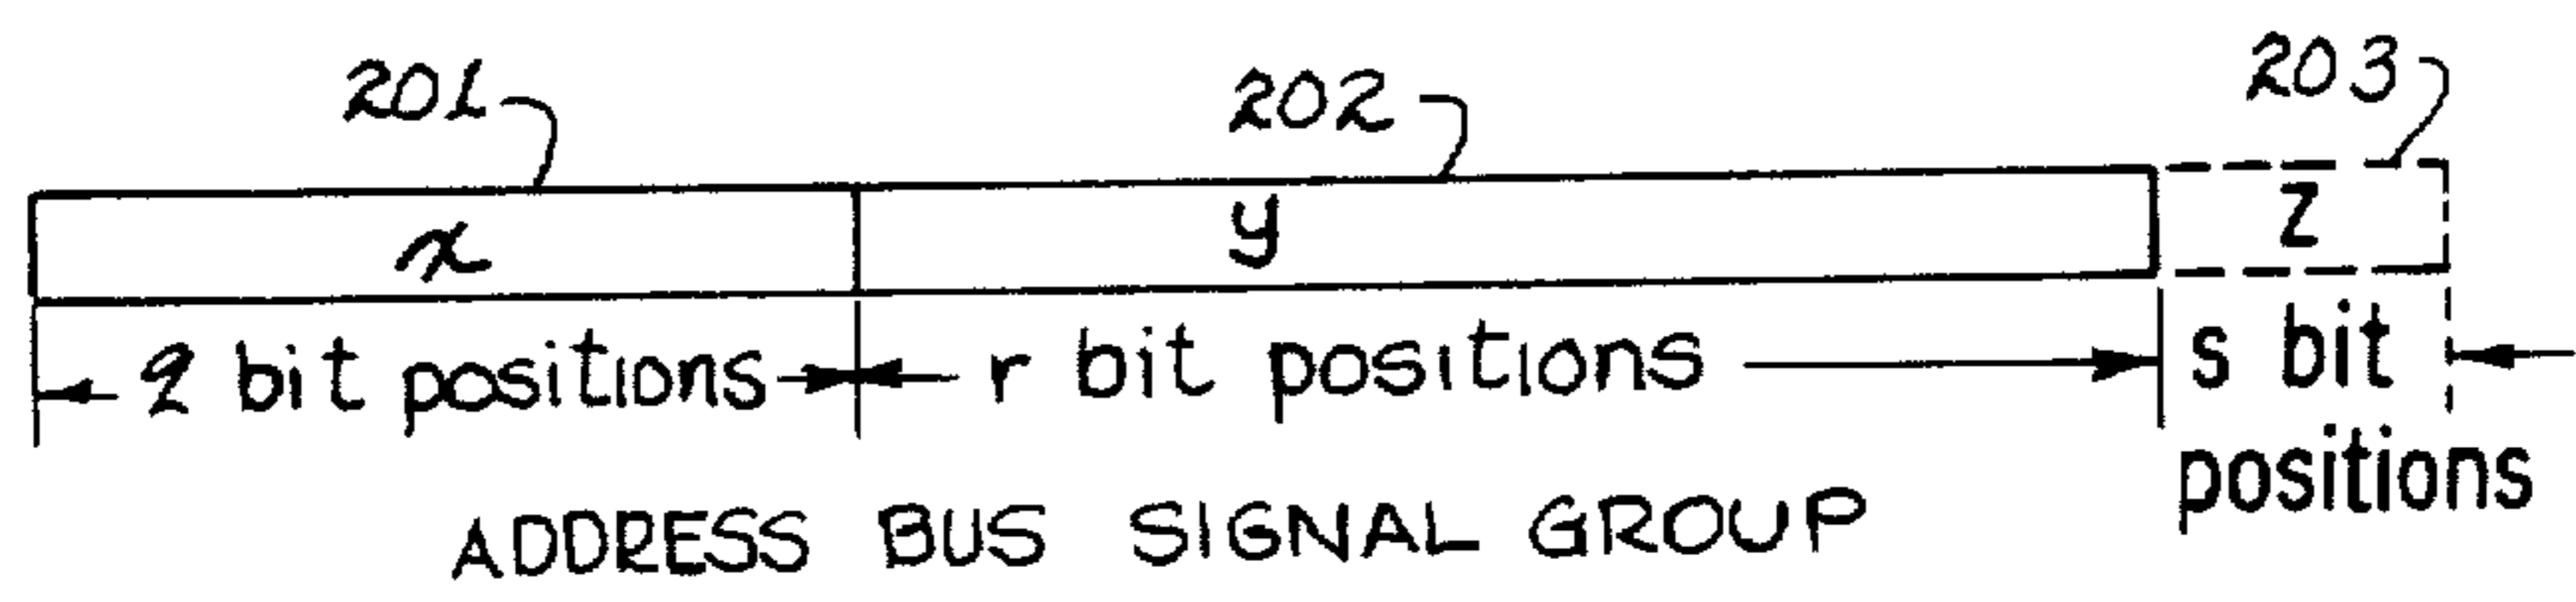 201 202 203
x y z
q bit positions r bit positions s bit positions
ADDRESS BUS SIGNAL GROUP